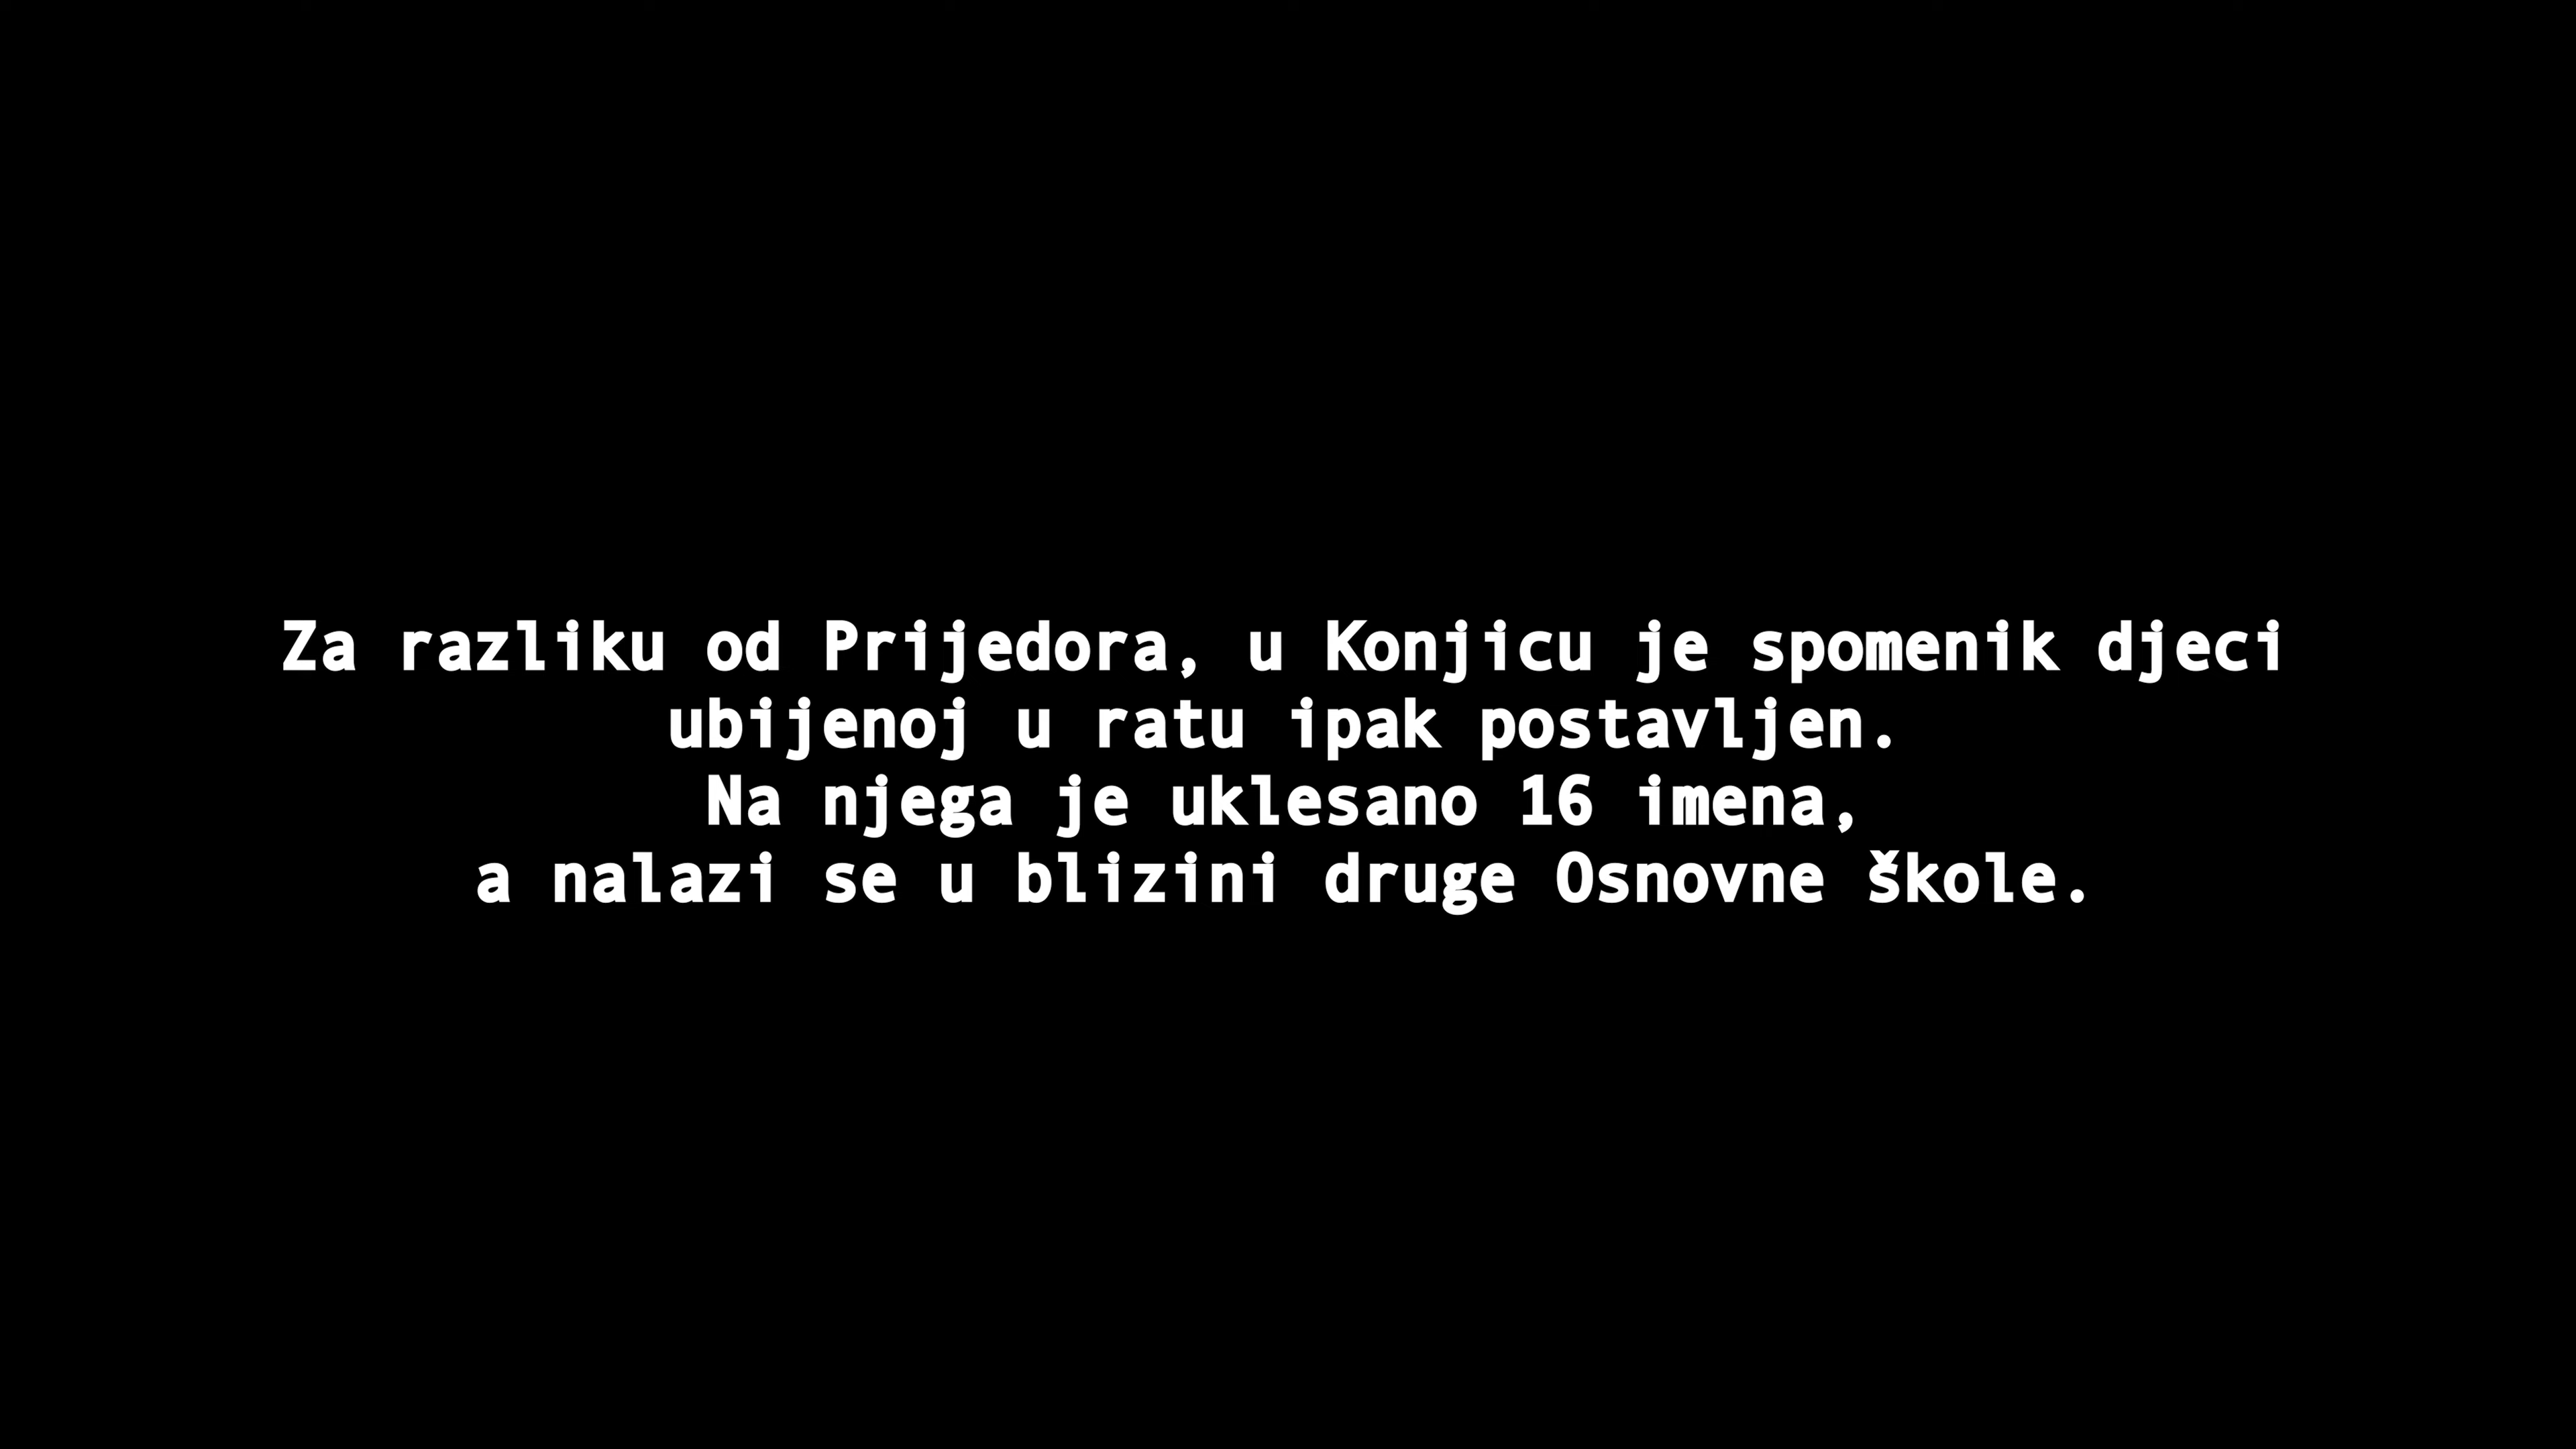 Za razliku od Prijedora, u Konjicu je spomenik djeci
ubijenoj u ratu ipak postavljen.
Na njega je uklesano 16 imena,
a nalazi se u blizini druge Osnovne škole.